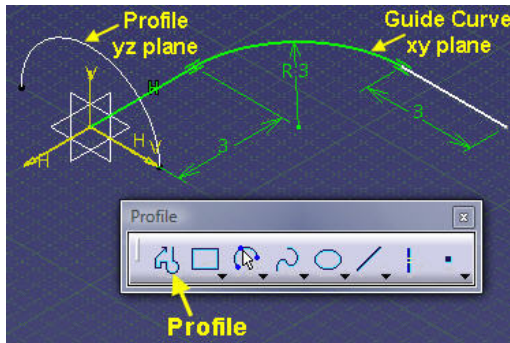 Profile
yz plane
Guide Curve
xy plane
V
H
R 3
H
V
3
3
Profile
Profile